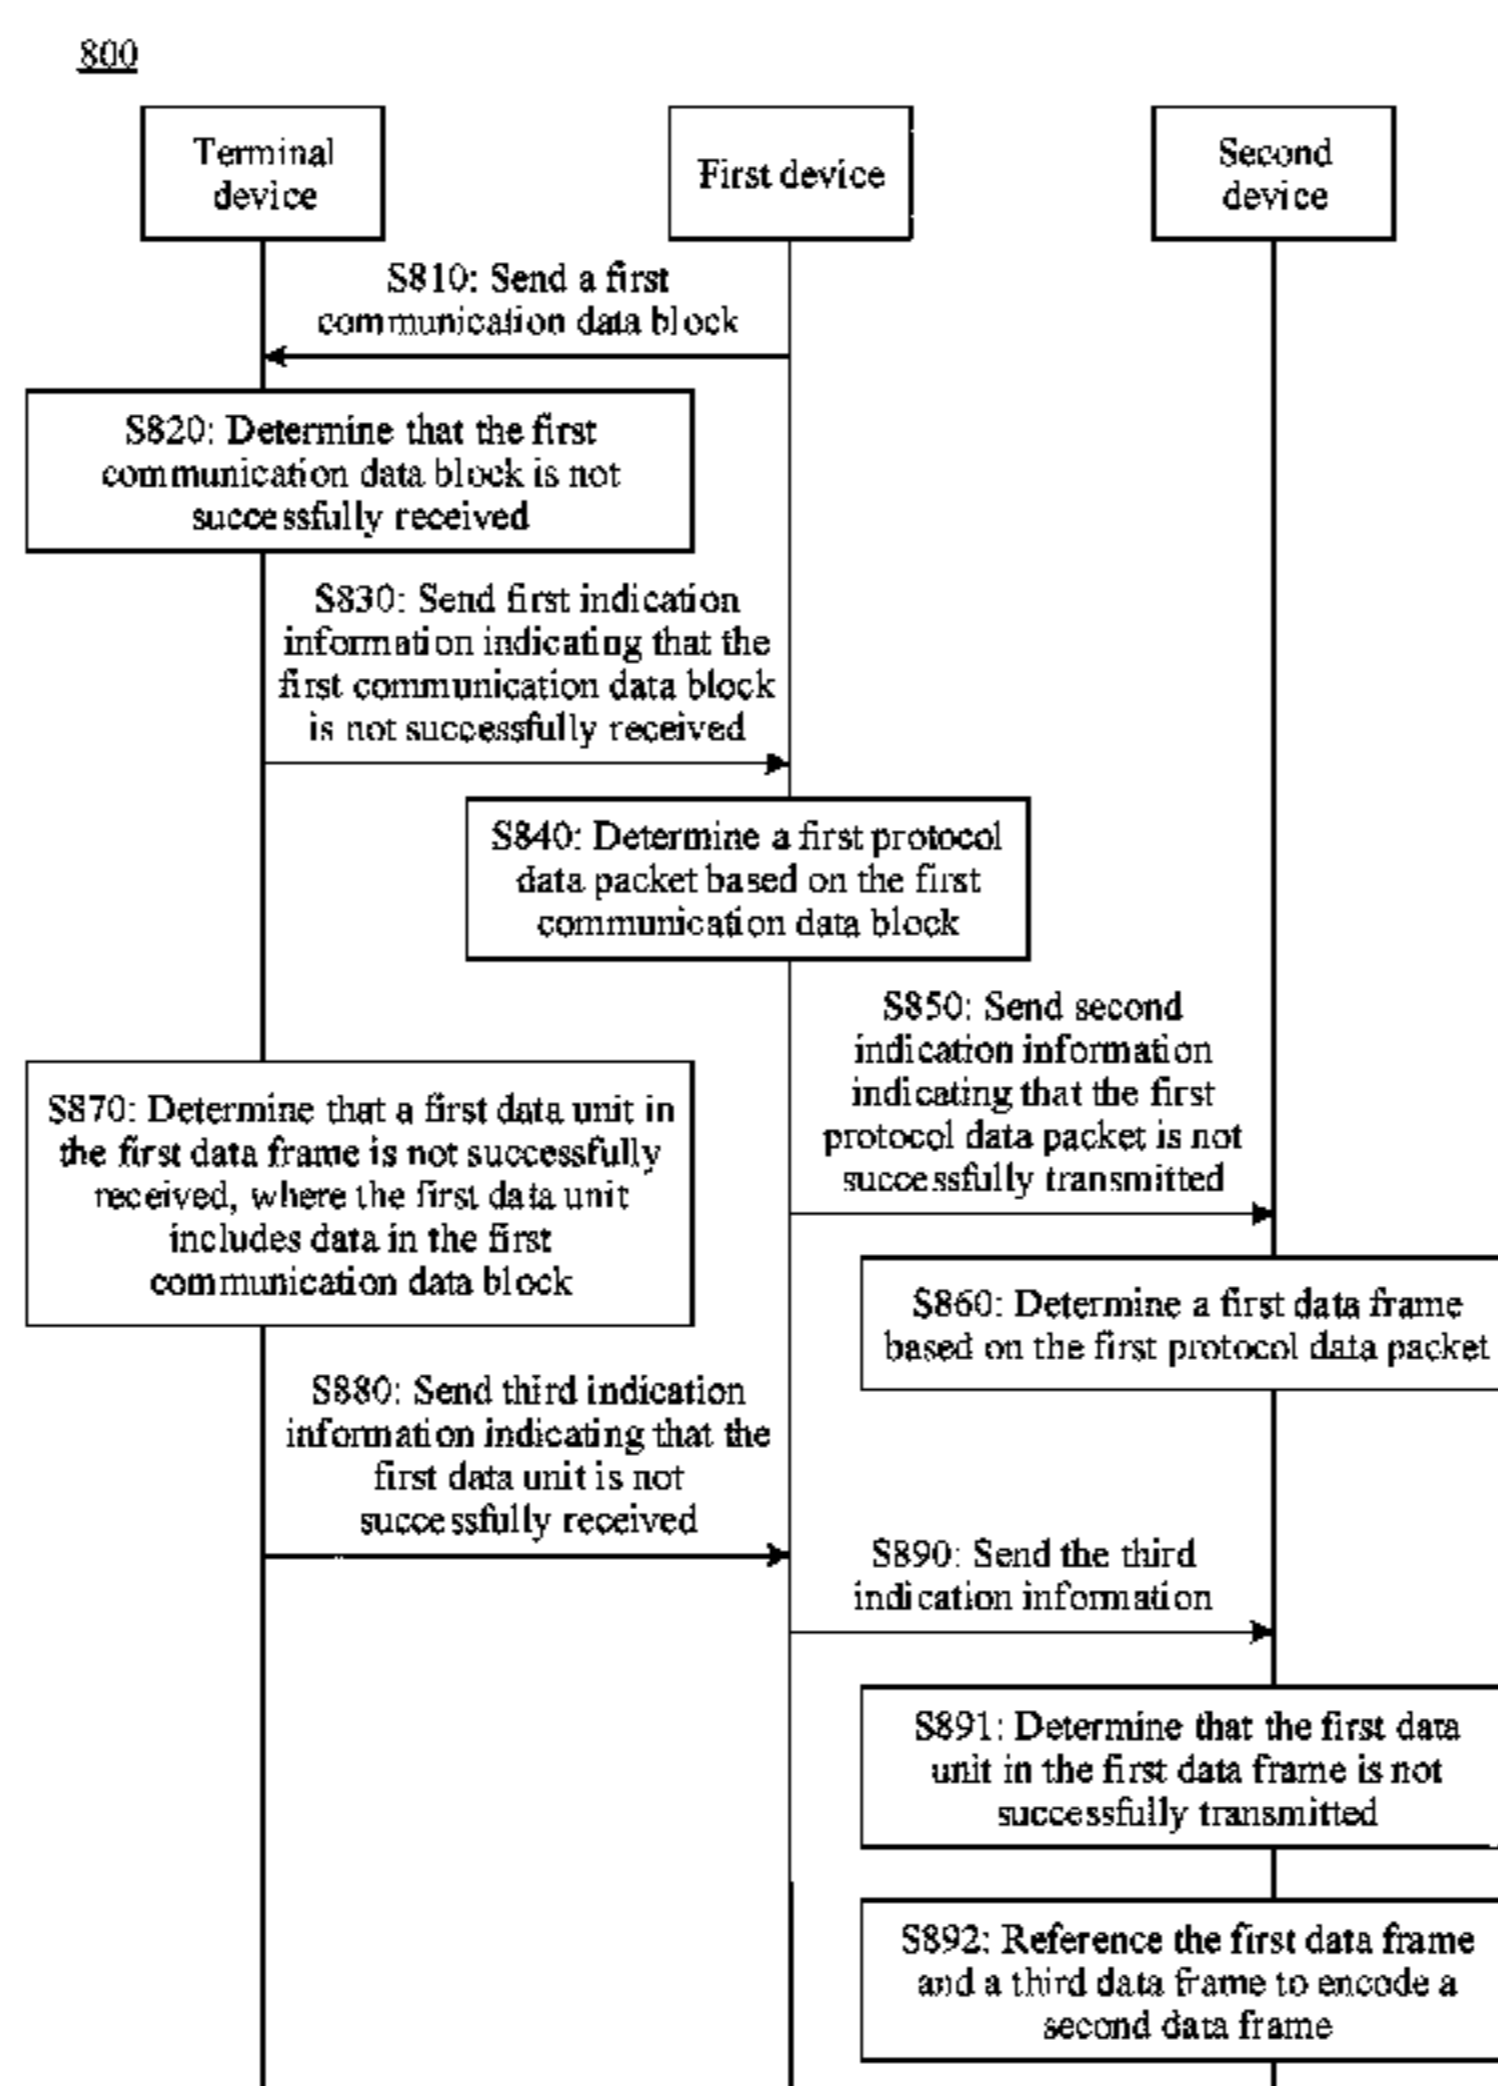 800
Terminal
device
First device
Second
device
S810: Send a first
communication data block
S820: Determine that the first
communication data block is not
successfully received
S830: Send first indication
information indicating that the
first communication data block
is not successfully received
S840: Determine a first protocol
data packet based on the first
communication data block
S850: Send second
indication information
indicating that the first
protocol data packet is not
successfully transmitted
S870: Determine that a first data unit in
the first data frame is not successfully
received, where the first data unit
includes data in the first
communication data block
S860: Determine a first data frame
based on the first protocol data packet
S880: Send third indication
information indicating that the
first data unit is not
successfully received
S890: Send the third
indication information
S891: Determine that the first data
unit in the first data frame is not
successfully transmitted
S892: Reference the first data frame
and a third data frame to encode a
second data frame